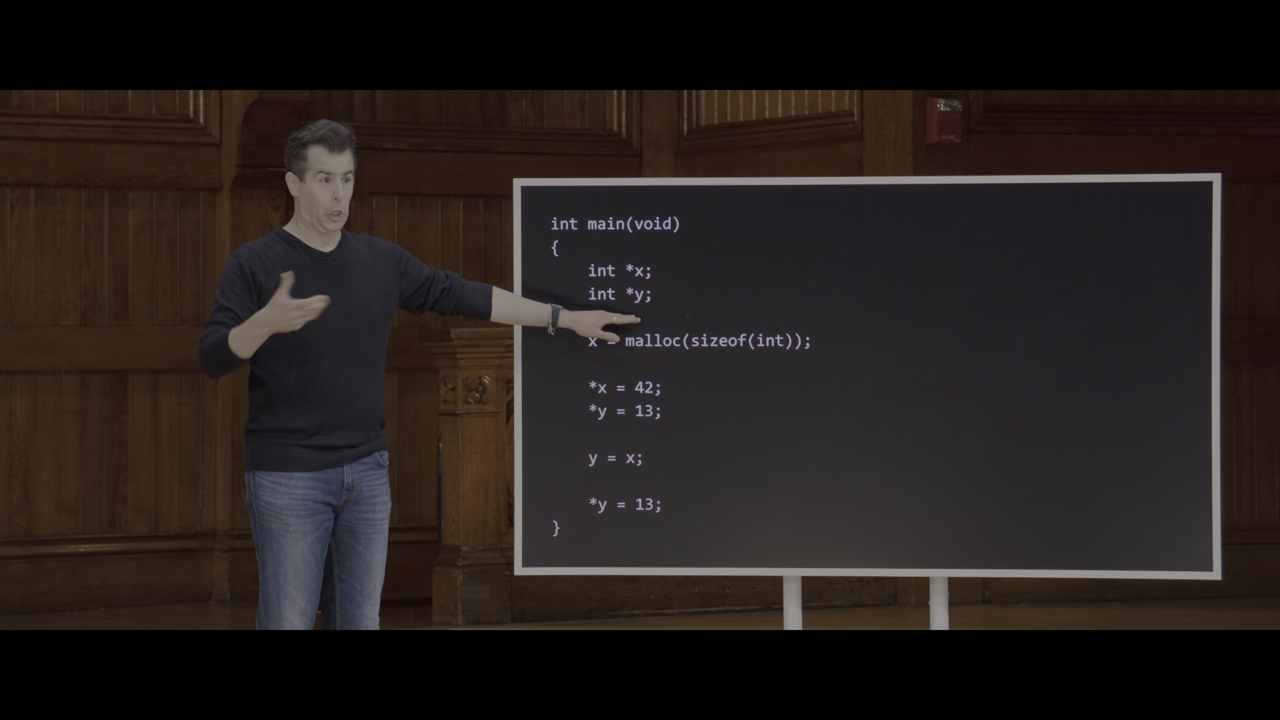 int main(void)
{
int *x;
int *y;
x = malloc(sizeof(int));
*x = 42;
*y = 13;
y = x;
*y = 13;
}